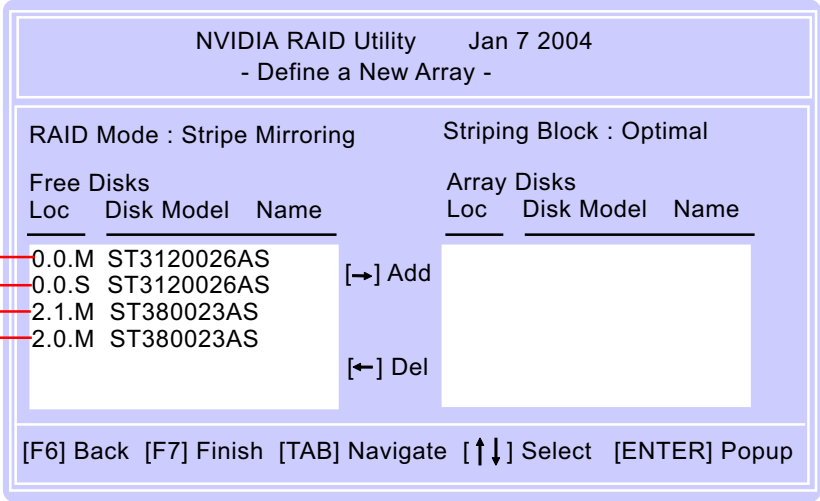 NVIDIA RAID Utility Jan 7 2004
- Define a New Array -
RAID Mode : Stripe Mirroring
Striping Block : Optimal
Free Disks
Loc Disk Model Name
0.0.M ST3120026AS
0.0.S ST3120026AS
2.1.M ST380023AS
2.0.M ST380023AS
[→] Add
[←] Del
Array Disks
Loc Disk Model Name
[F6] Back [F7] Finish [TAB] Navigate [↑↓] Select [ENTER] Popup